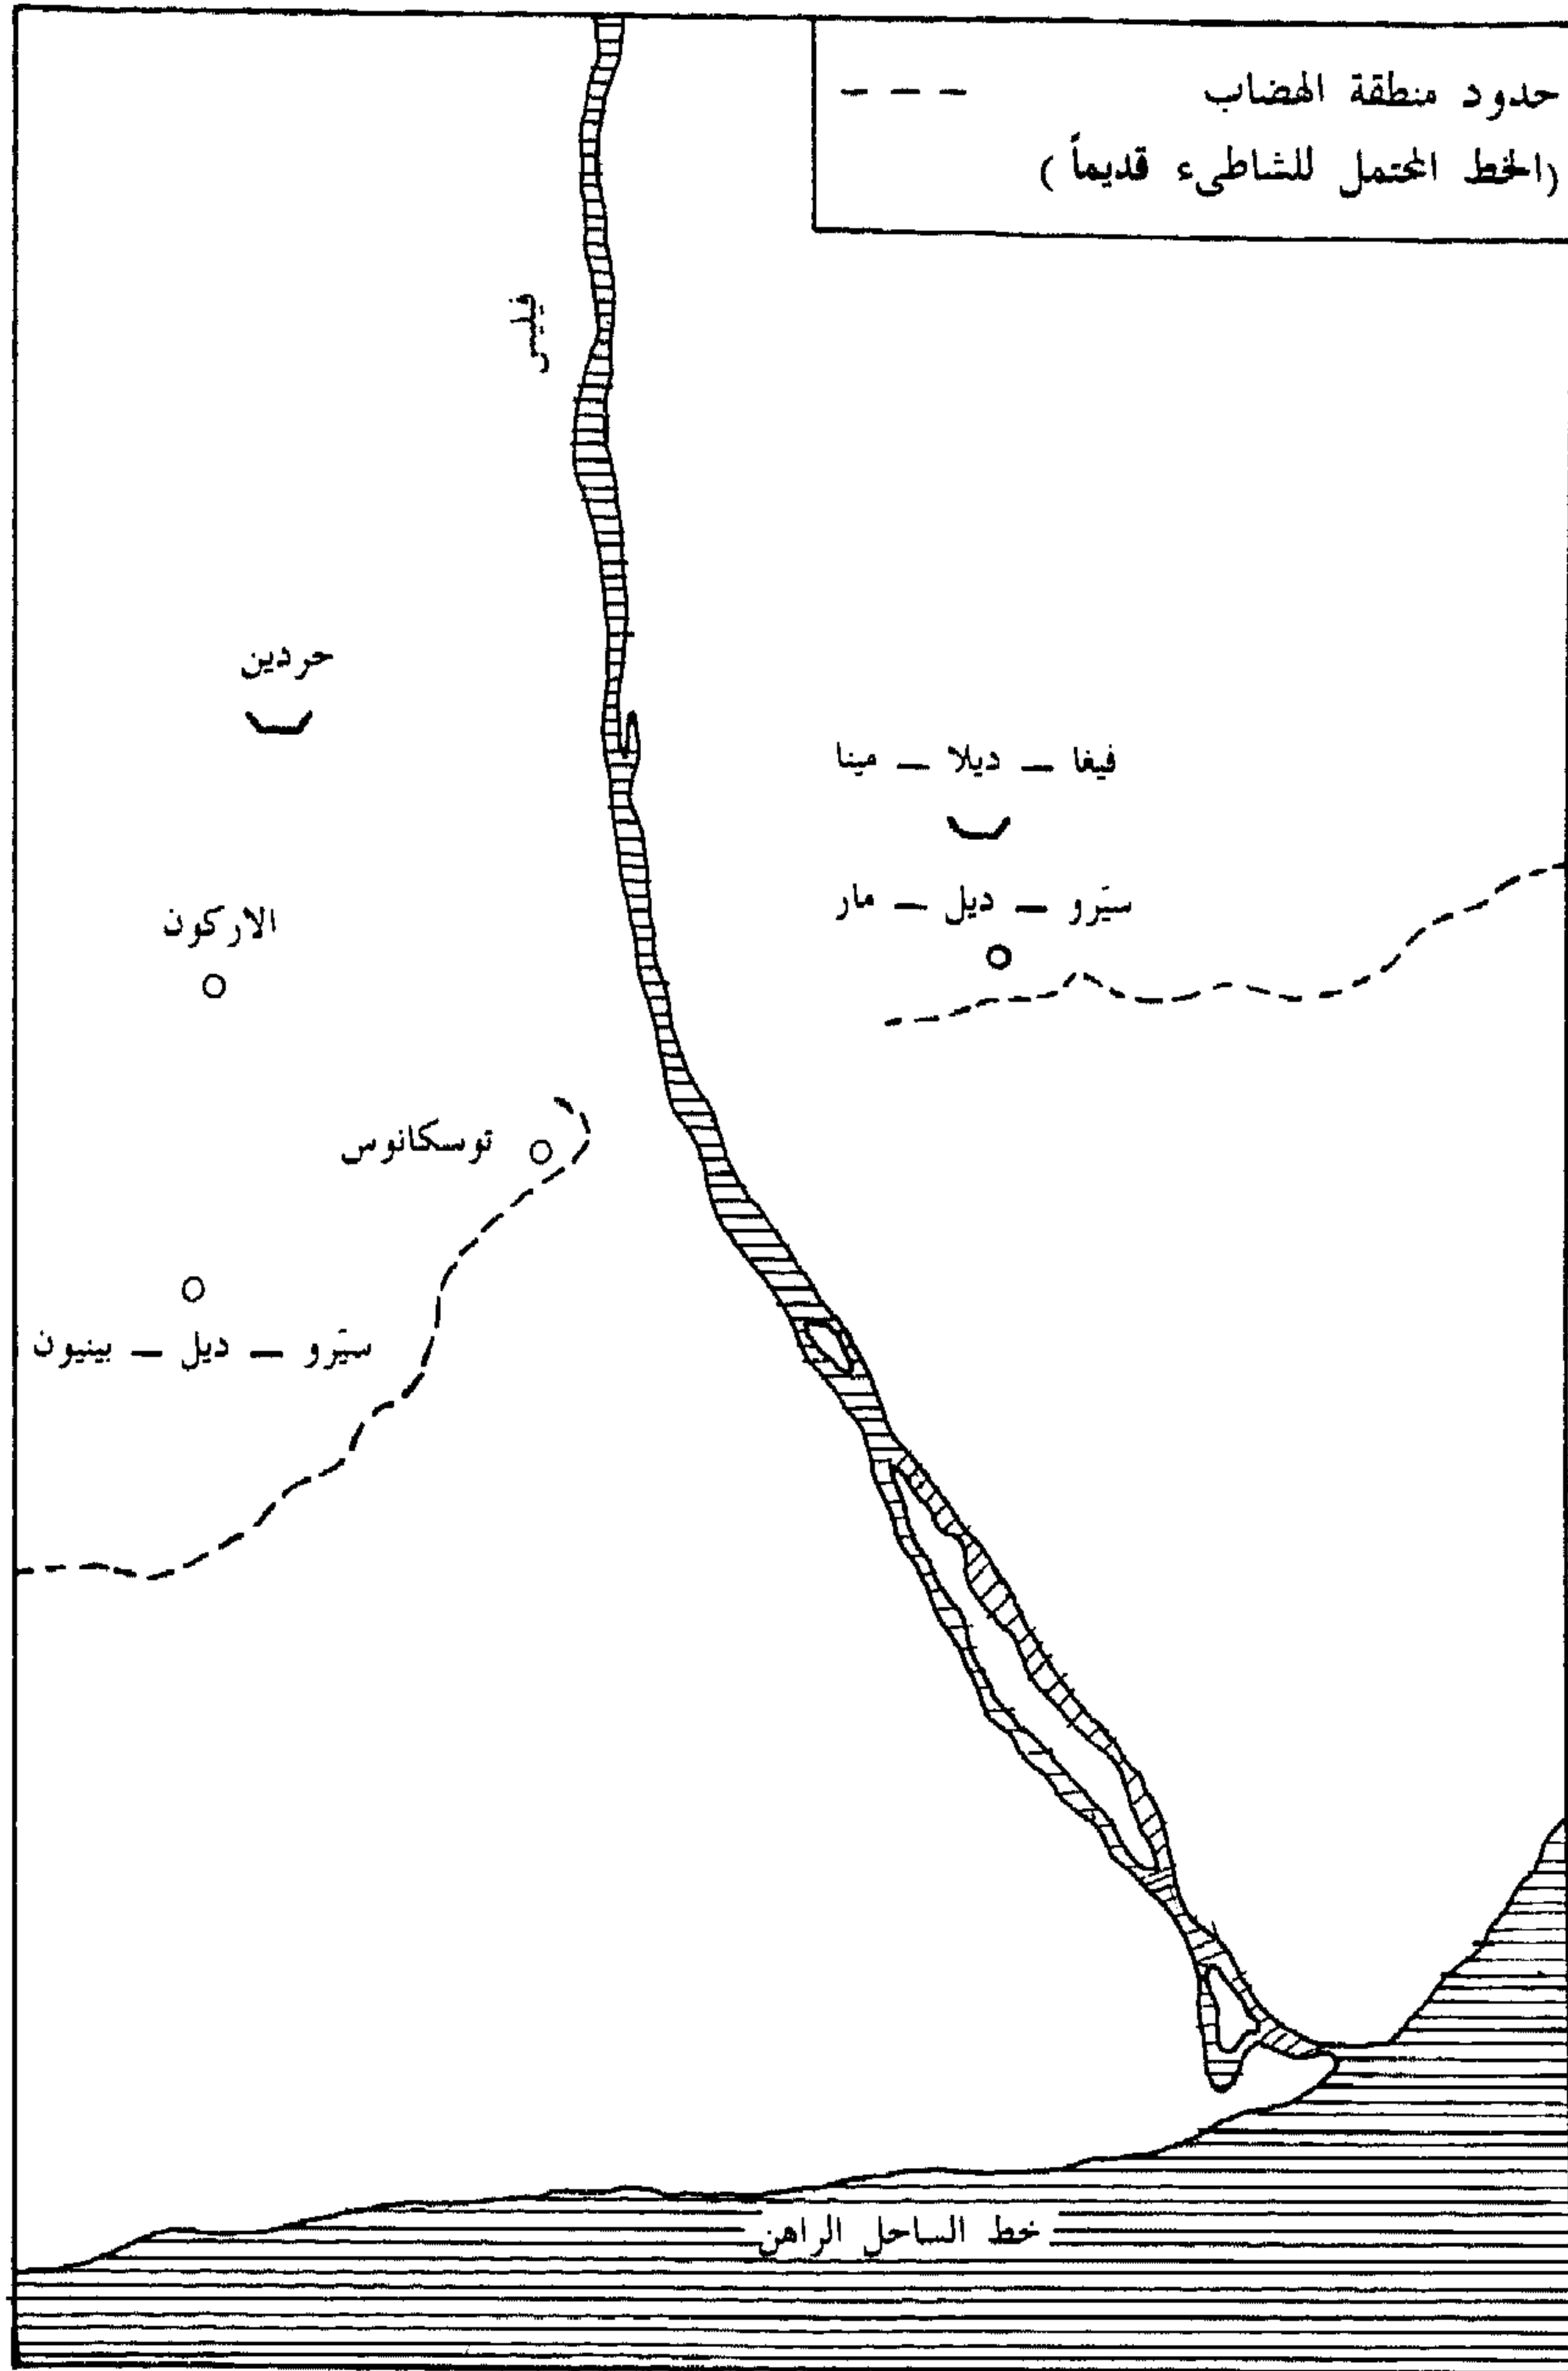 حدود منطقة الهضاب
(الخط المحتمل للشاطىء قديماً)
فليس
حردين
فيغا - ديلا - مينا
سيّرو - ديل - مار
الاركون
توسكانوس
سيّرو - ديل - بينيون
خط الساحل الراهن